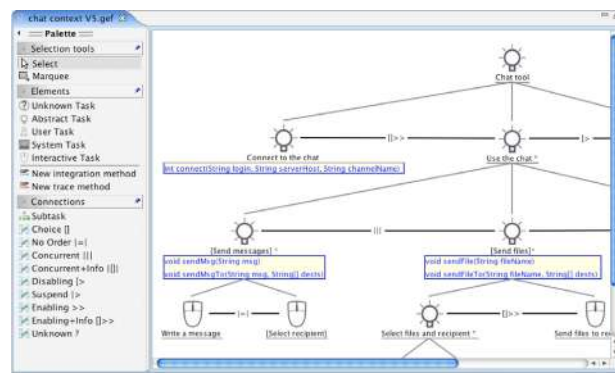 chat context V5.gef
Palette
Selection tools
Select
Marquee
Elements
Unknown Task
Abstract Task
User Task
System Task
Interactive Task
New integration method
New trace method
Connections
Subtask
Choice []
No Order |=|
Concurrent |||
Concurrent+Info |[]|
Disabling [>
Suspend |>
Enabling >>
Enabling+Info []>>
Unknown ?
Chat tool
[]>>
[>
Connect to the chat
Use the chat *
int connect(String login, String serverHost, String channelName)
|||
[Send messages] *
[Send files]*
void sendMsg(String msg)
void sendFile(String fileName)
void sendMsgTo(String msg, String[] dests)
void sendFileTo(String fileName, String[] dests)
|=|
[]>>
Write a message
[Select recipient]
Select files and recipient *
Send files to reci